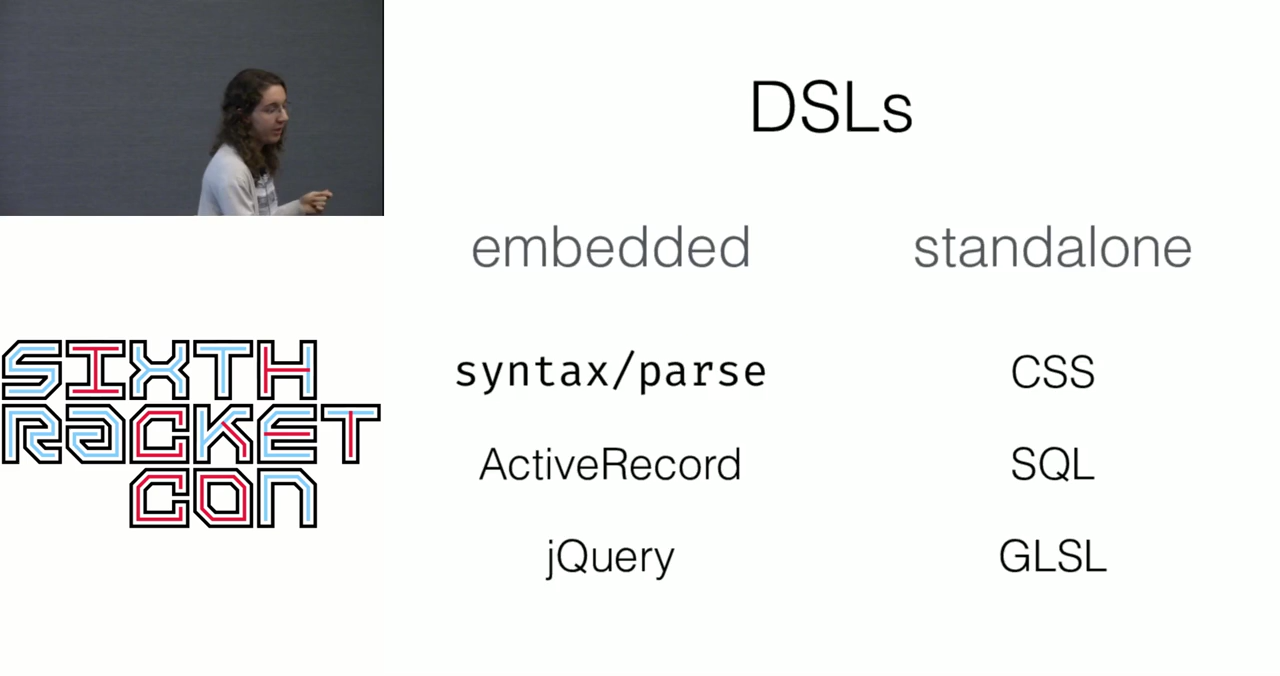 DSLs
embedded standalone
syntax/parse CSS
ActiveRecord SQL
jQuery GLSL
SIXTH
RaCKET
CON